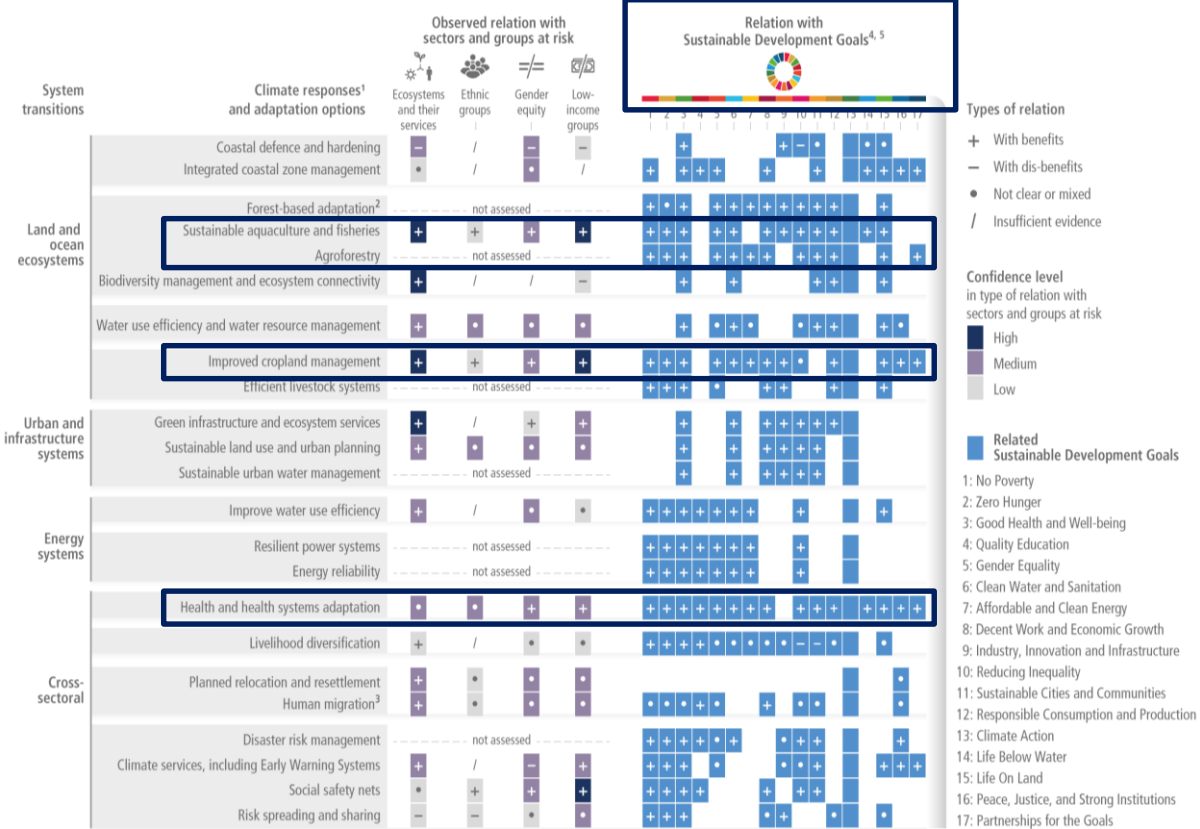 Observed relation with
sectors and groups at risk
Relation with
Sustainable Development Goals4, 5
System
transitions
Climate responses1
and adaptation options
Ecosystems
and their
services
Ethnic
groups
Gender
equity
Low-
income
groups
1 2 3 4 5 6 7 8 9 10 11 12 13 14 15 16 17
Land and
ocean
ecosystems
Coastal defence and hardening
Integrated coastal zone management
Forest-based adaptation2 not assessed
Sustainable aquaculture and fisheries
Agroforestry not assessed
Biodiversity management and ecosystem connectivity
Water use efficiency and water resource management
Improved cropland management
Efficient livestock systems not assessed
Urban and
infrastructure
systems
Green infrastructure and ecosystem services
Sustainable land use and urban planning
Sustainable urban water management not assessed
Energy
systems
Improve water use efficiency
Resilient power systems not assessed
Energy reliability not assessed
Cross-
sectoral
Health and health systems adaptation
Livelihood diversification
Planned relocation and resettlement
Human migration3
Disaster risk management not assessed
Climate services, including Early Warning Systems
Social safety nets
Risk spreading and sharing
Types of relation
+ With benefits
− With dis-benefits
• Not clear or mixed
/ Insufficient evidence
Confidence level
in type of relation with
sectors and groups at risk
High
Medium
Low
Related
Sustainable Development Goals
1: No Poverty
2: Zero Hunger
3: Good Health and Well-being
4: Quality Education
5: Gender Equality
6: Clean Water and Sanitation
7: Affordable and Clean Energy
8: Decent Work and Economic Growth
9: Industry, Innovation and Infrastructure
10: Reducing Inequality
11: Sustainable Cities and Communities
12: Responsible Consumption and Production
13: Climate Action
14: Life Below Water
15: Life On Land
16: Peace, Justice, and Strong Institutions
17: Partnerships for the Goals